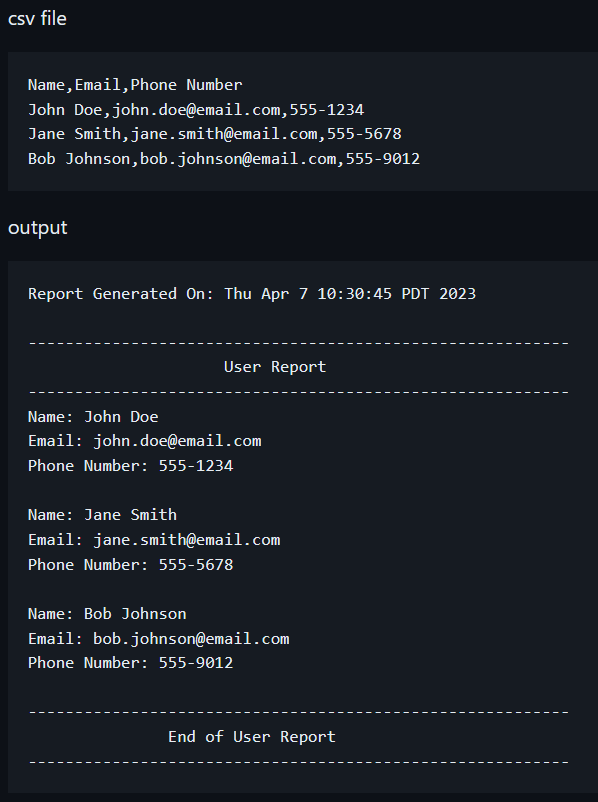 csv file
Name,Email,Phone Number
John Doe,john.doe@email.com,555-1234
Jane Smith,jane.smith@email.com,555-5678
Bob Johnson,bob.johnson@email.com,555-9012
output
Report Generated On: Thu Apr 7 10:30:45 PDT 2023
----------------------------------------------------------
User Report
----------------------------------------------------------
Name: John Doe
Email: john.doe@email.com
Phone Number: 555-1234
Name: Jane Smith
Email: jane.smith@email.com
Phone Number: 555-5678
Name: Bob Johnson
Email: bob.johnson@email.com
Phone Number: 555-9012
----------------------------------------------------------
End of User Report
----------------------------------------------------------